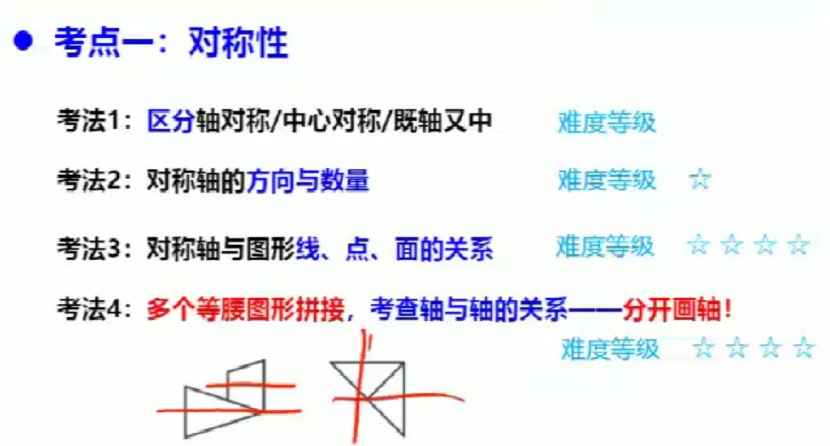 ● 考点一：对称性
考法1：区分轴对称/中心对称/既轴又中 难度等级
考法2：对称轴的方向与数量 难度等级 ☆
考法3：对称轴与图形线、点、面的关系 难度等级 ☆☆☆☆
考法4：多个等腰图形拼接，考查轴与轴的关系——分开画轴！
难度等级 ☆☆☆☆